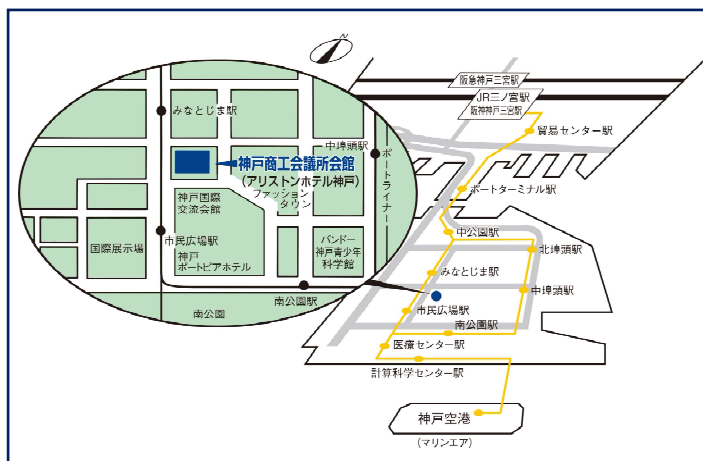 みなとじま駅
中埠頭駅
ポートライナー
神戸商工会議所会館
(アリストンホテル神戸)
ファッション
タウン
神戸国際
交流会館
国際展示場
市民広場駅
神戸
ポートピアホテル
バンドー
神戸青少年
科学館
南公園駅
南公園
阪急神戸三宮駅
JR三ノ宮駅
阪神神戸三宮駅
貿易センター駅
ポートターミナル駅
中公園駅
北埠頭駅
みなとじま駅
中埠頭駅
市民広場駅
南公園駅
医療センター駅
計算科学センター駅
神戸空港
(マリンエア)